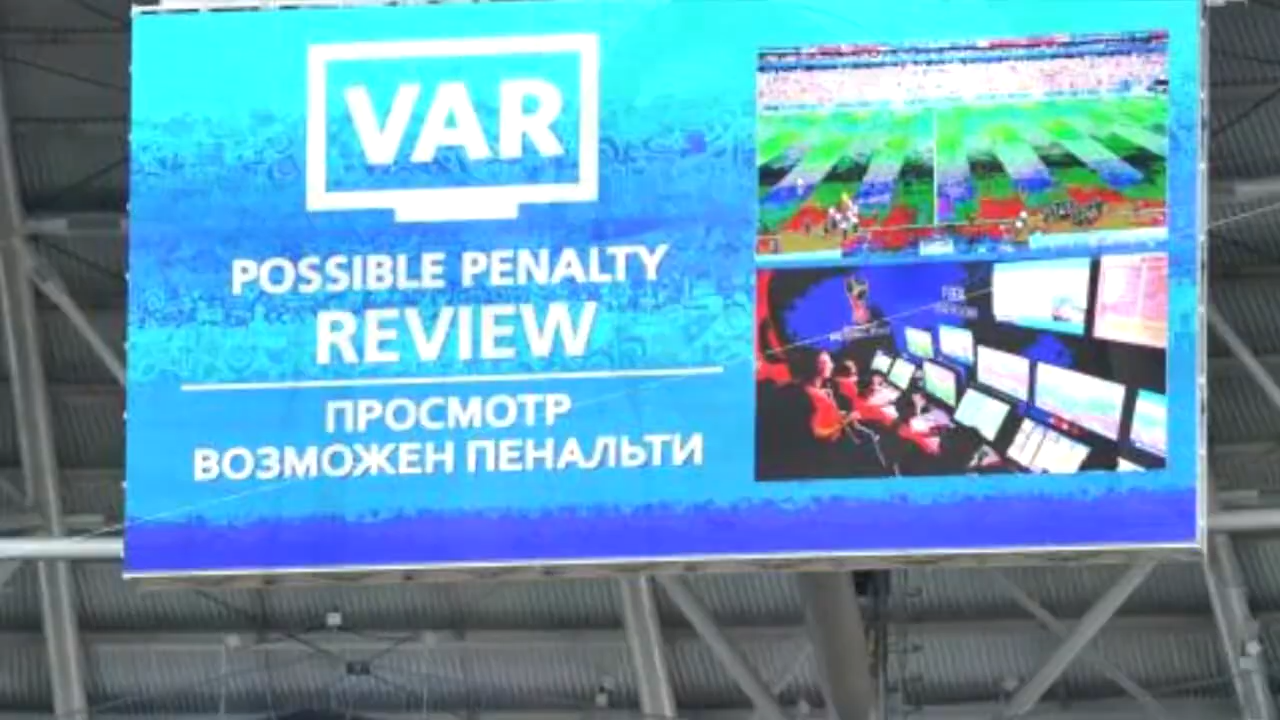 VAR
POSSIBLE PENALTY
REVIEW
ПРОСМОТР
ВОЗМОЖЕН ПЕНАЛЬТИ